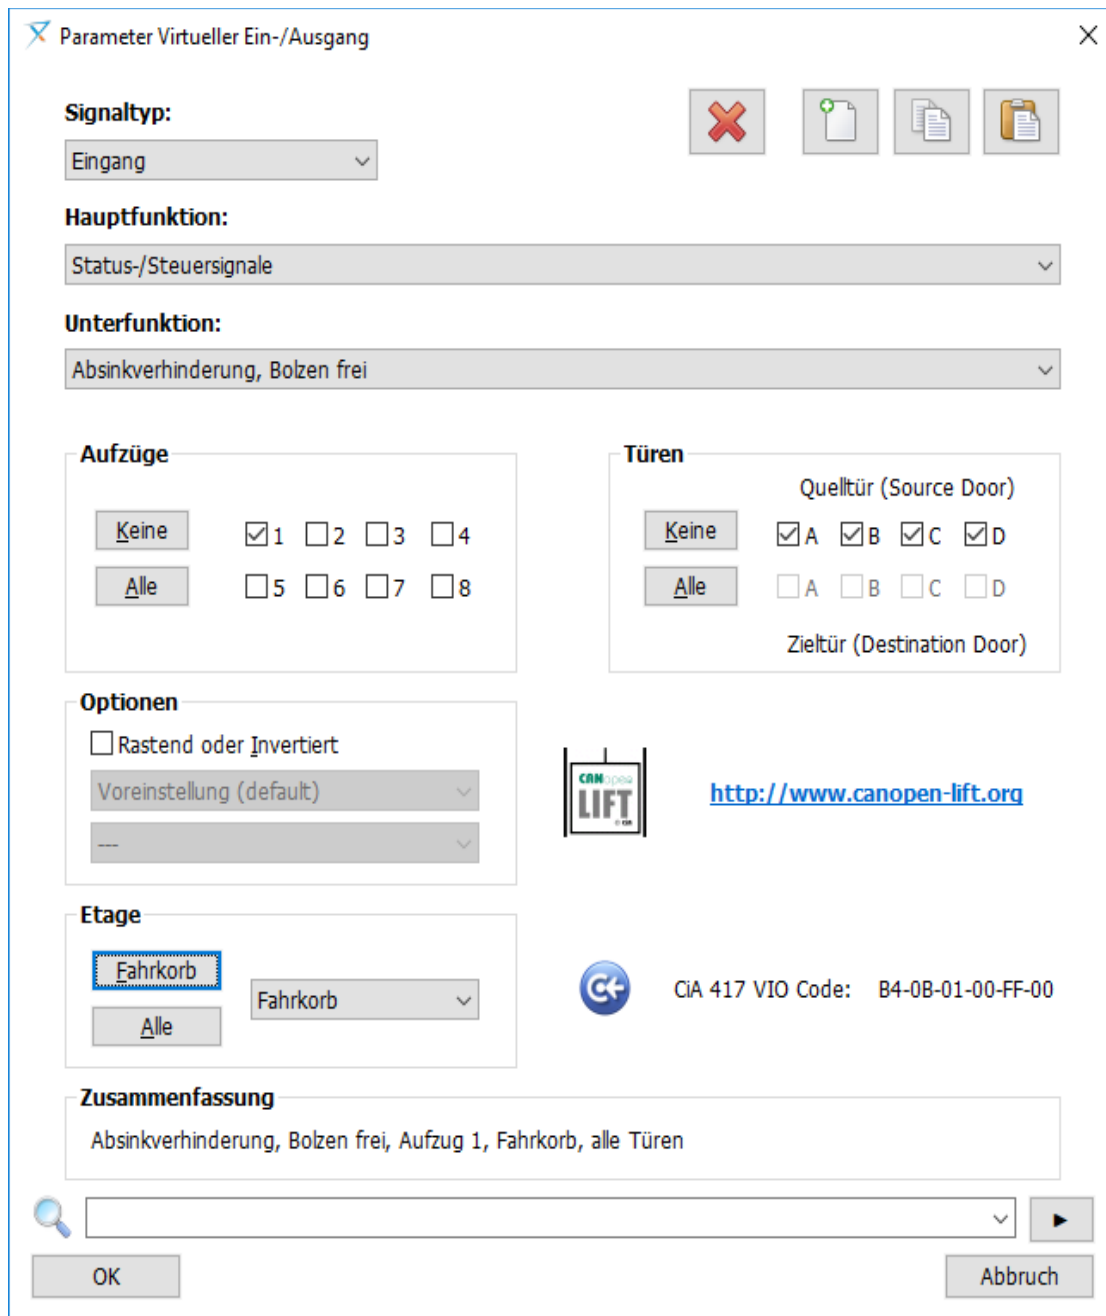 Parameter Virtueller Ein-/Ausgang
Signaltyp:
Eingang
Hauptfunktion:
Status-/Steuersignale
Unterfunktion:
Absinkverhinderung, Bolzen frei
Aufzüge
Keine 1 2 3 4
Alle 5 6 7 8
Türen
Quelltür (Source Door)
Keine A B C D
Alle A B C D
Zieltür (Destination Door)
Optionen
Rastend oder Invertiert
Voreinstellung (default)
---
CANopen
LIFT
© CiA
http://www.canopen-lift.org
Etage
Fahrkorb
Fahrkorb
Alle
CiA 417 VIO Code: B4-0B-01-00-FF-00
Zusammenfassung
Absinkverhinderung, Bolzen frei, Aufzug 1, Fahrkorb, alle Türen
OK
Abbruch